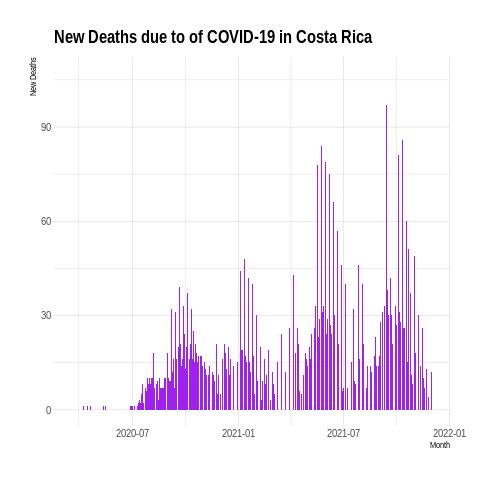 New Deaths due to of COVID-19 in Costa Rica
New Deaths
90
60
30
0
2020-07
2021-01
2021-07
2022-01
Month